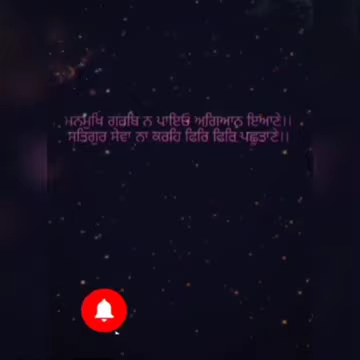 ਮਨਮੁਖਿ ਗਰਬਿ ਨ ਪਾਇਓ ਅਗਿਆਨ ਇਆਣੇ।।
ਸਤਿਗੁਰ ਸੇਵਾ ਨਾ ਕਰਹਿ ਫਿਰਿ ਫਿਰਿ ਪਛੁਤਾਣੇ।।